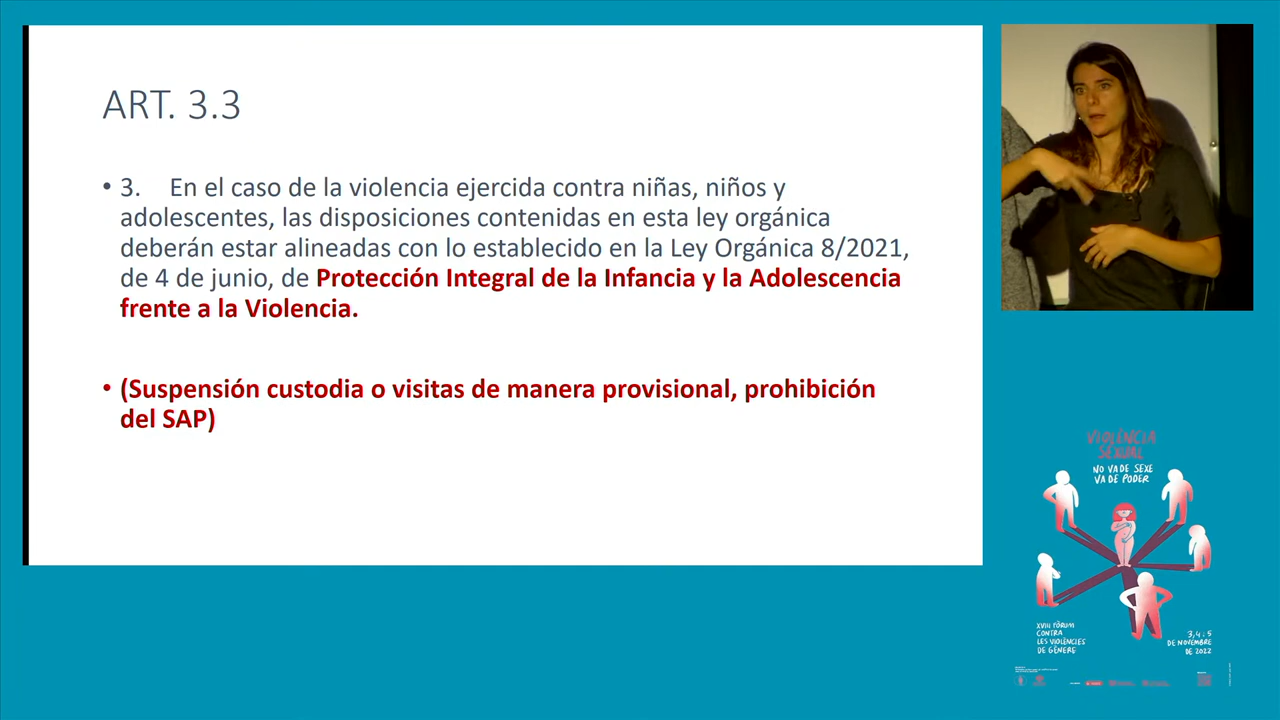 ART. 3.3
• 3. En el caso de la violencia ejercida contra niñas, niños y
adolescentes, las disposiciones contenidas en esta ley orgánica
deberán estar alineadas con lo establecido en la Ley Orgánica 8/2021,
de 4 de junio, de Protección Integral de la Infancia y la Adolescencia
frente a la Violencia.
• (Suspensión custodia o visitas de manera provisional, prohibición
del SAP)
VIOLÈNCIA
SEXUAL
NO VA DE SEXE
VA DE PODER
XVIII FÒRUM
CONTRA
LES VIOLÈNCIES
DE GÈNERE
3, 4 i 5
DE NOVEMBRE
DE 2022